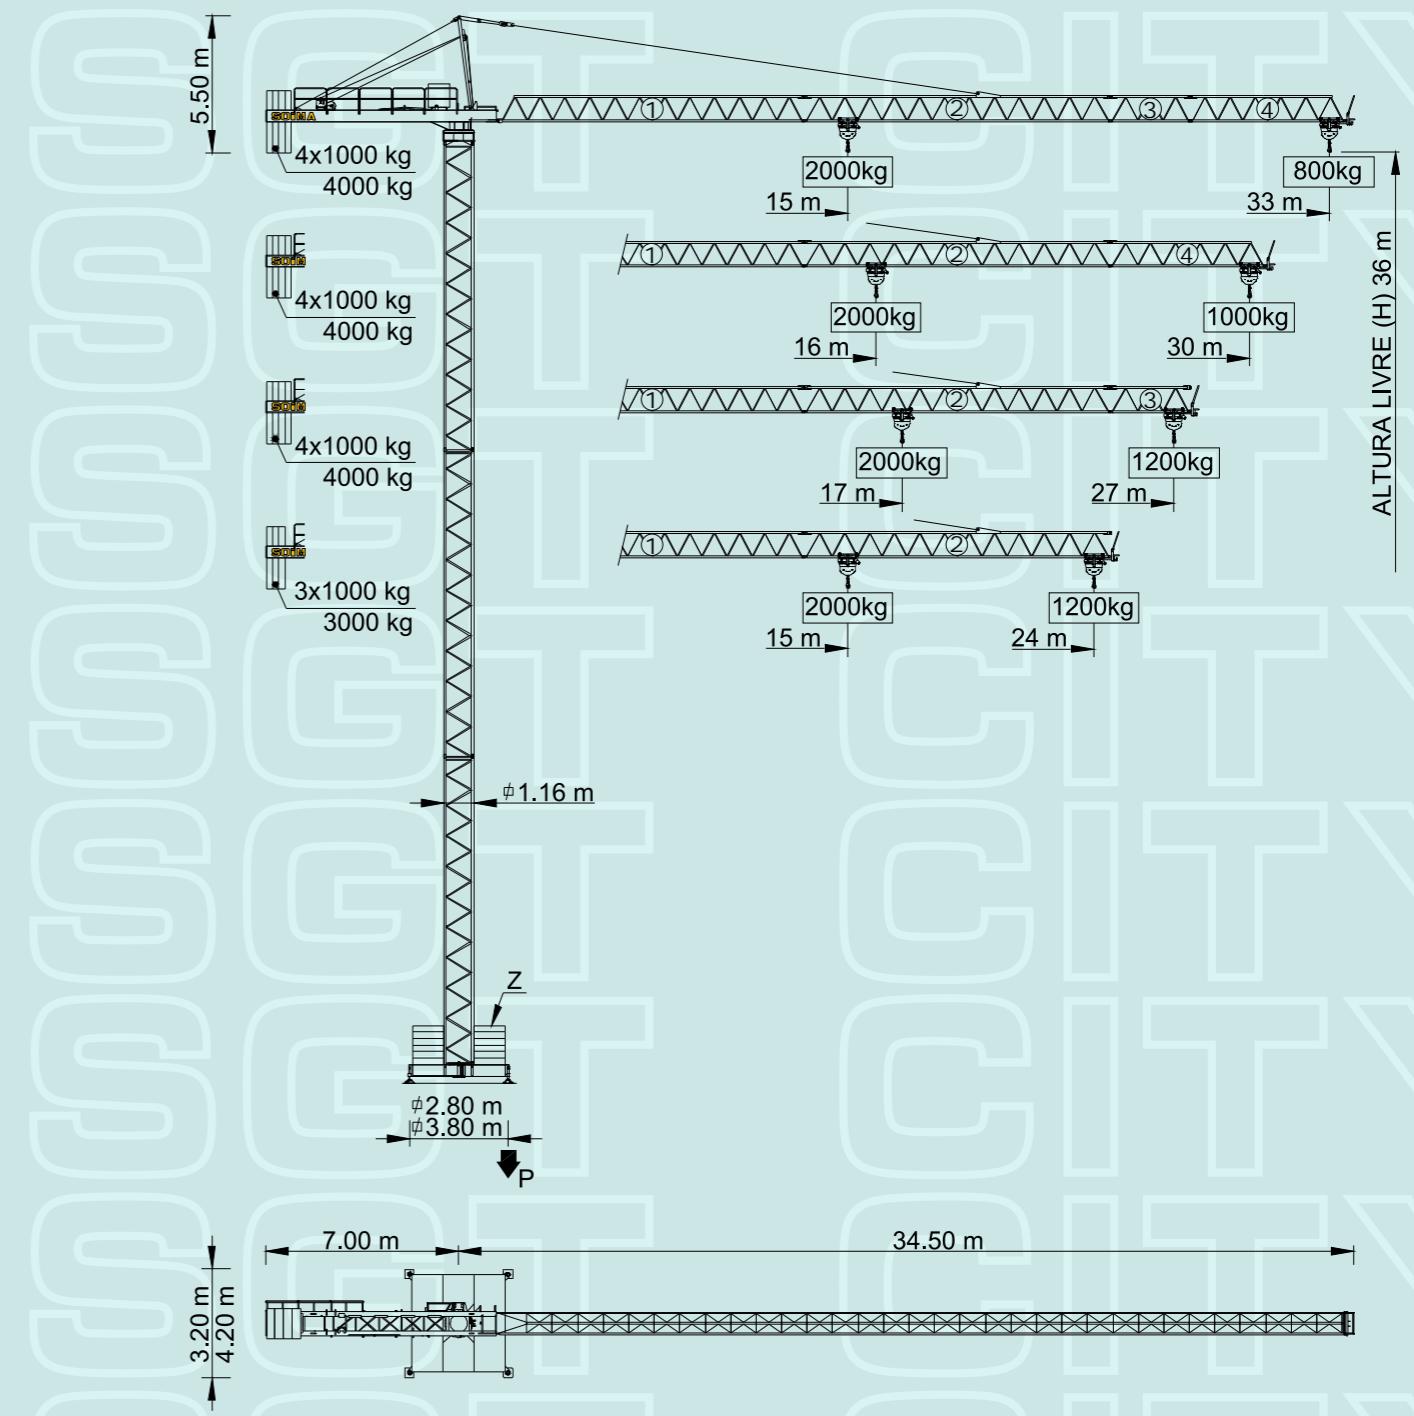 SGT CITY
5.50 m
SOIMA
① ② ③ ④
4x1000 kg
4000 kg
2000kg
800kg
15 m
33 m
ALTURA LIVRE (H) 36 m
① ② ④
4x1000 kg
4000 kg
2000kg
1000kg
16 m
30 m
① ② ③
4x1000 kg
4000 kg
2000kg
1200kg
17 m
27 m
① ②
3x1000 kg
3000 kg
2000kg
1200kg
15 m
24 m
⌀1.16 m
Z
⌀2.80 m
⌀3.80 m
P
7.00 m
34.50 m
3.20 m
4.20 m